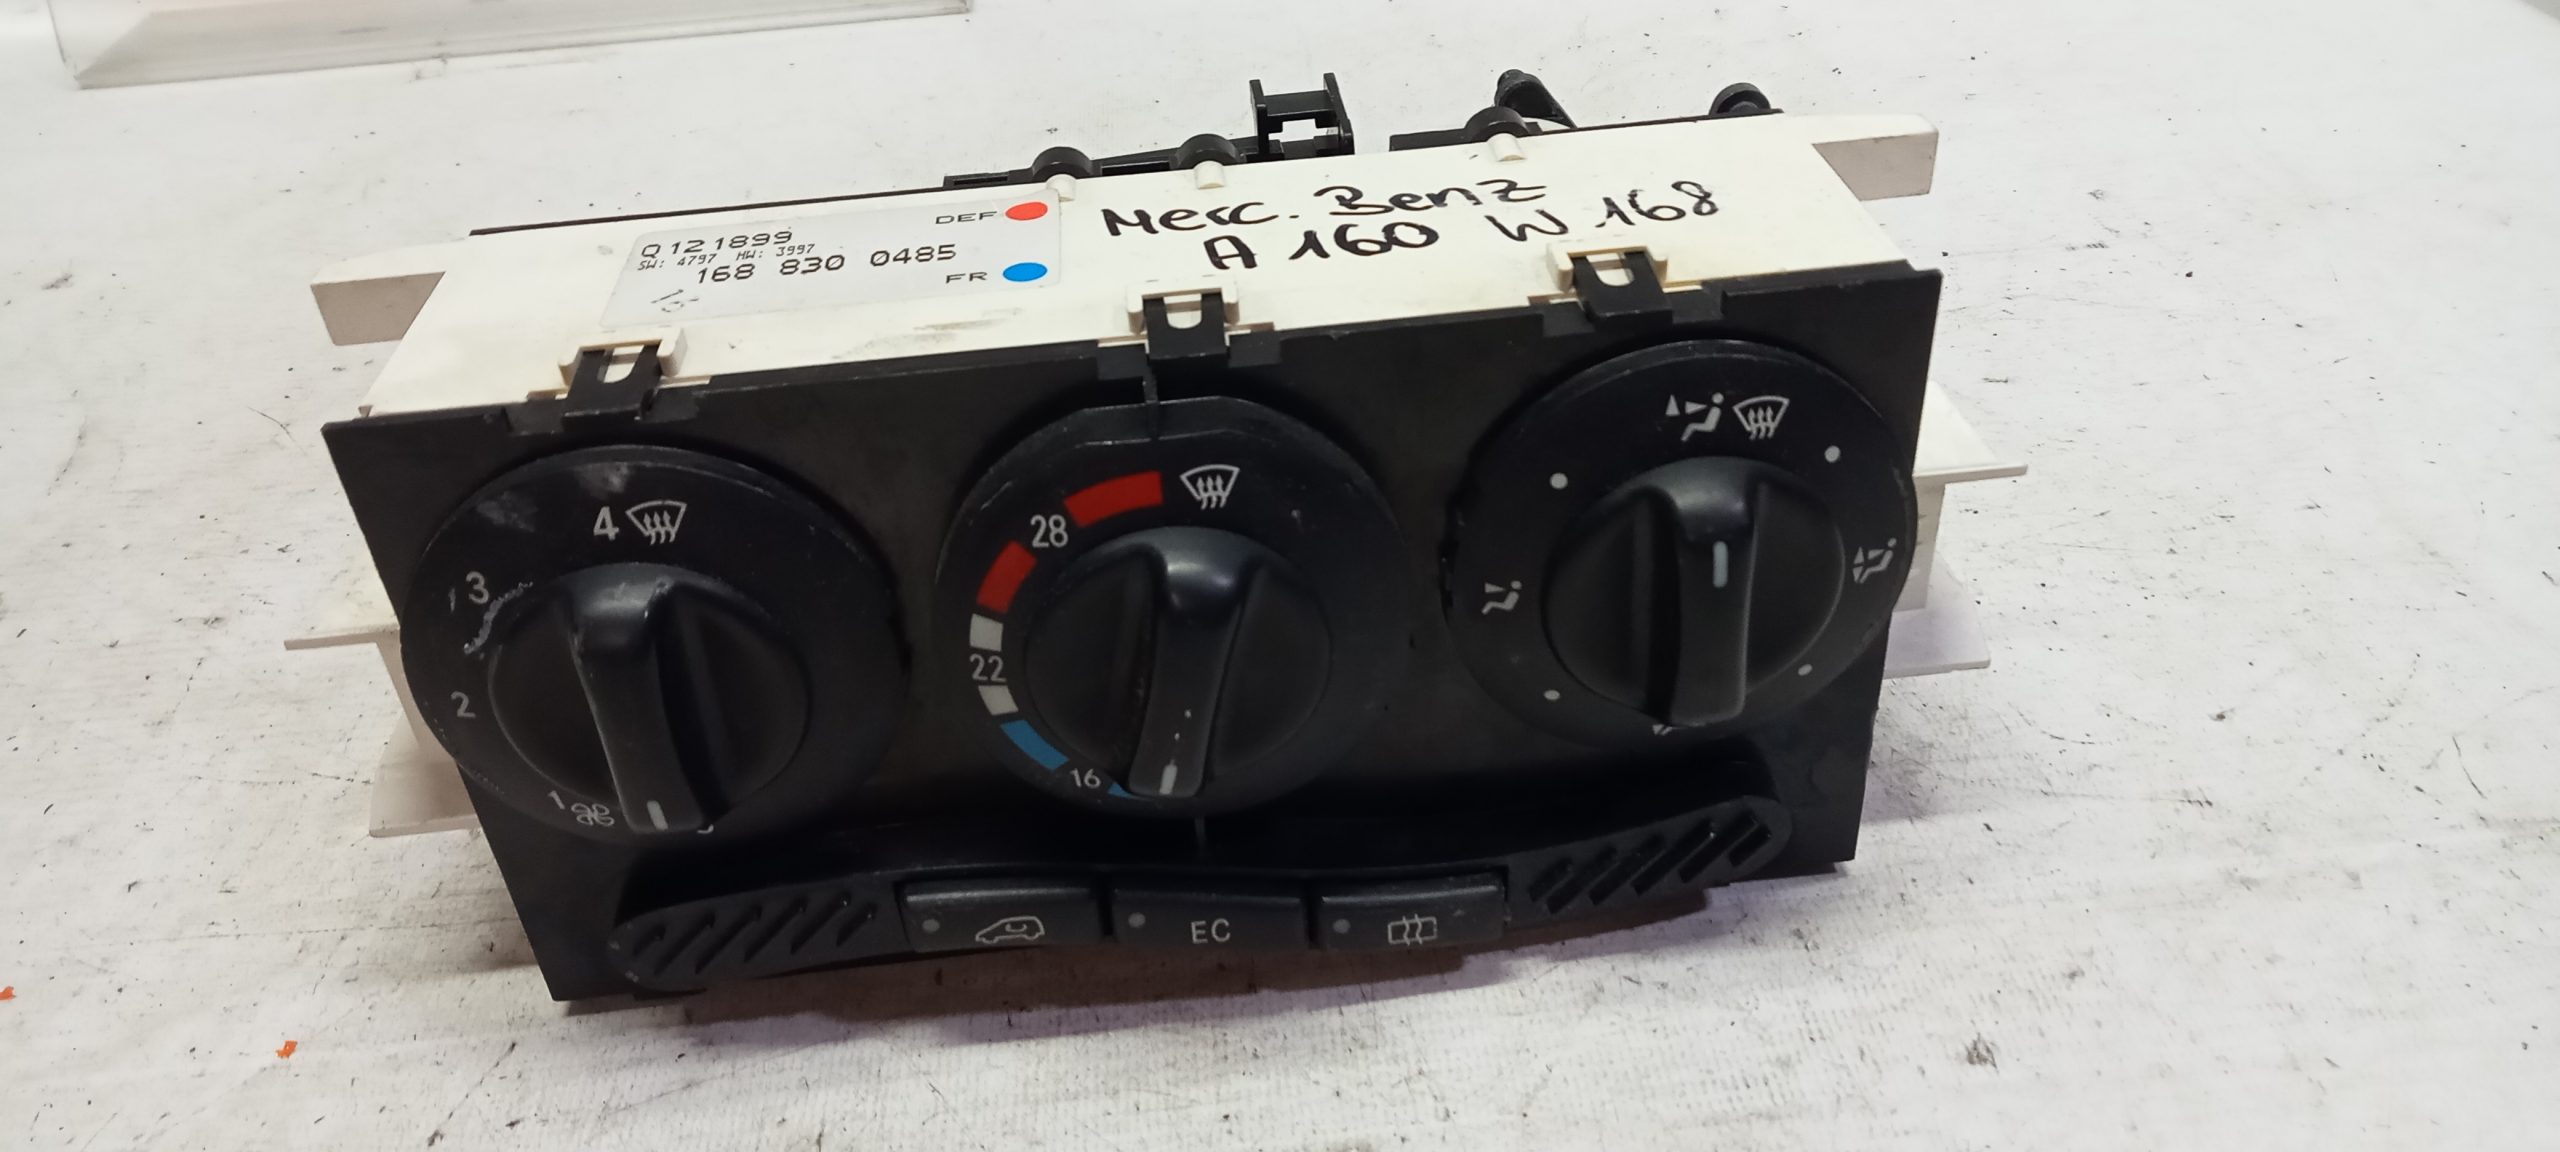 DEF
Q121899
SW: 4797 HW: 3997
168 830 0485
FR
Merc. Benz
A 160 W 168
4
3
2
1
28
22
16
EC